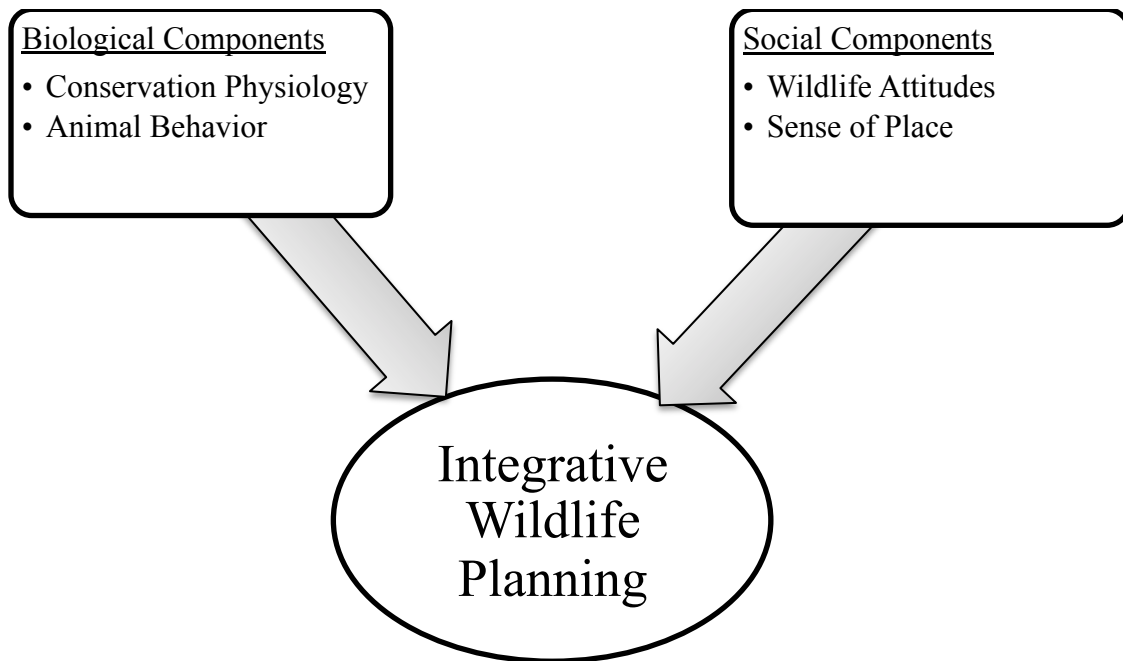 Biological Components
• Conservation Physiology
• Animal Behavior
Social Components
• Wildlife Attitudes
• Sense of Place
Integrative
Wildlife
Planning